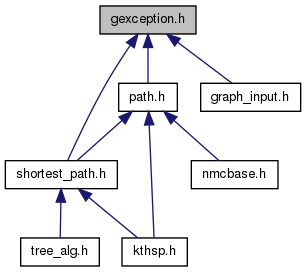 gexception.h
path.h
graph_input.h
shortest_path.h
nmcbase.h
tree_alg.h
kthsp.h